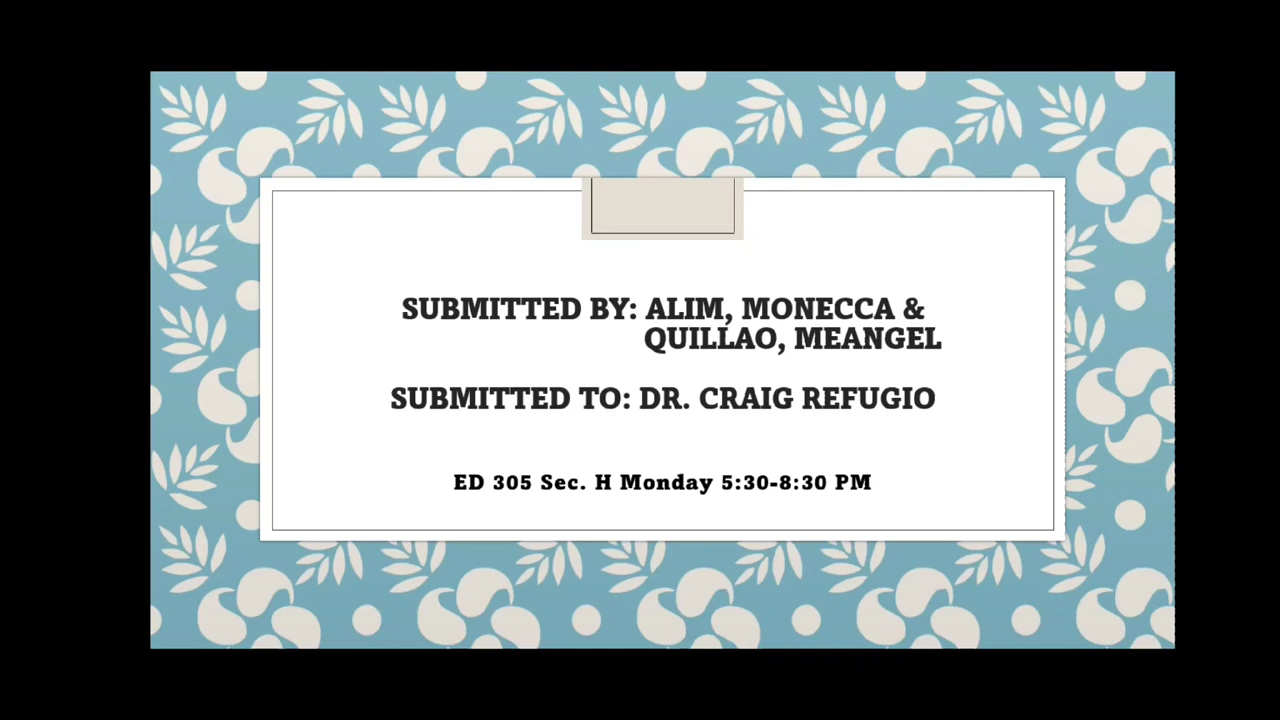 SUBMITTED BY: ALIM, MONECCA &
QUILLAO, MEANGEL
SUBMITTED TO: DR. CRAIG REFUGIO
ED 305 Sec. H Monday 5:30-8:30 PM